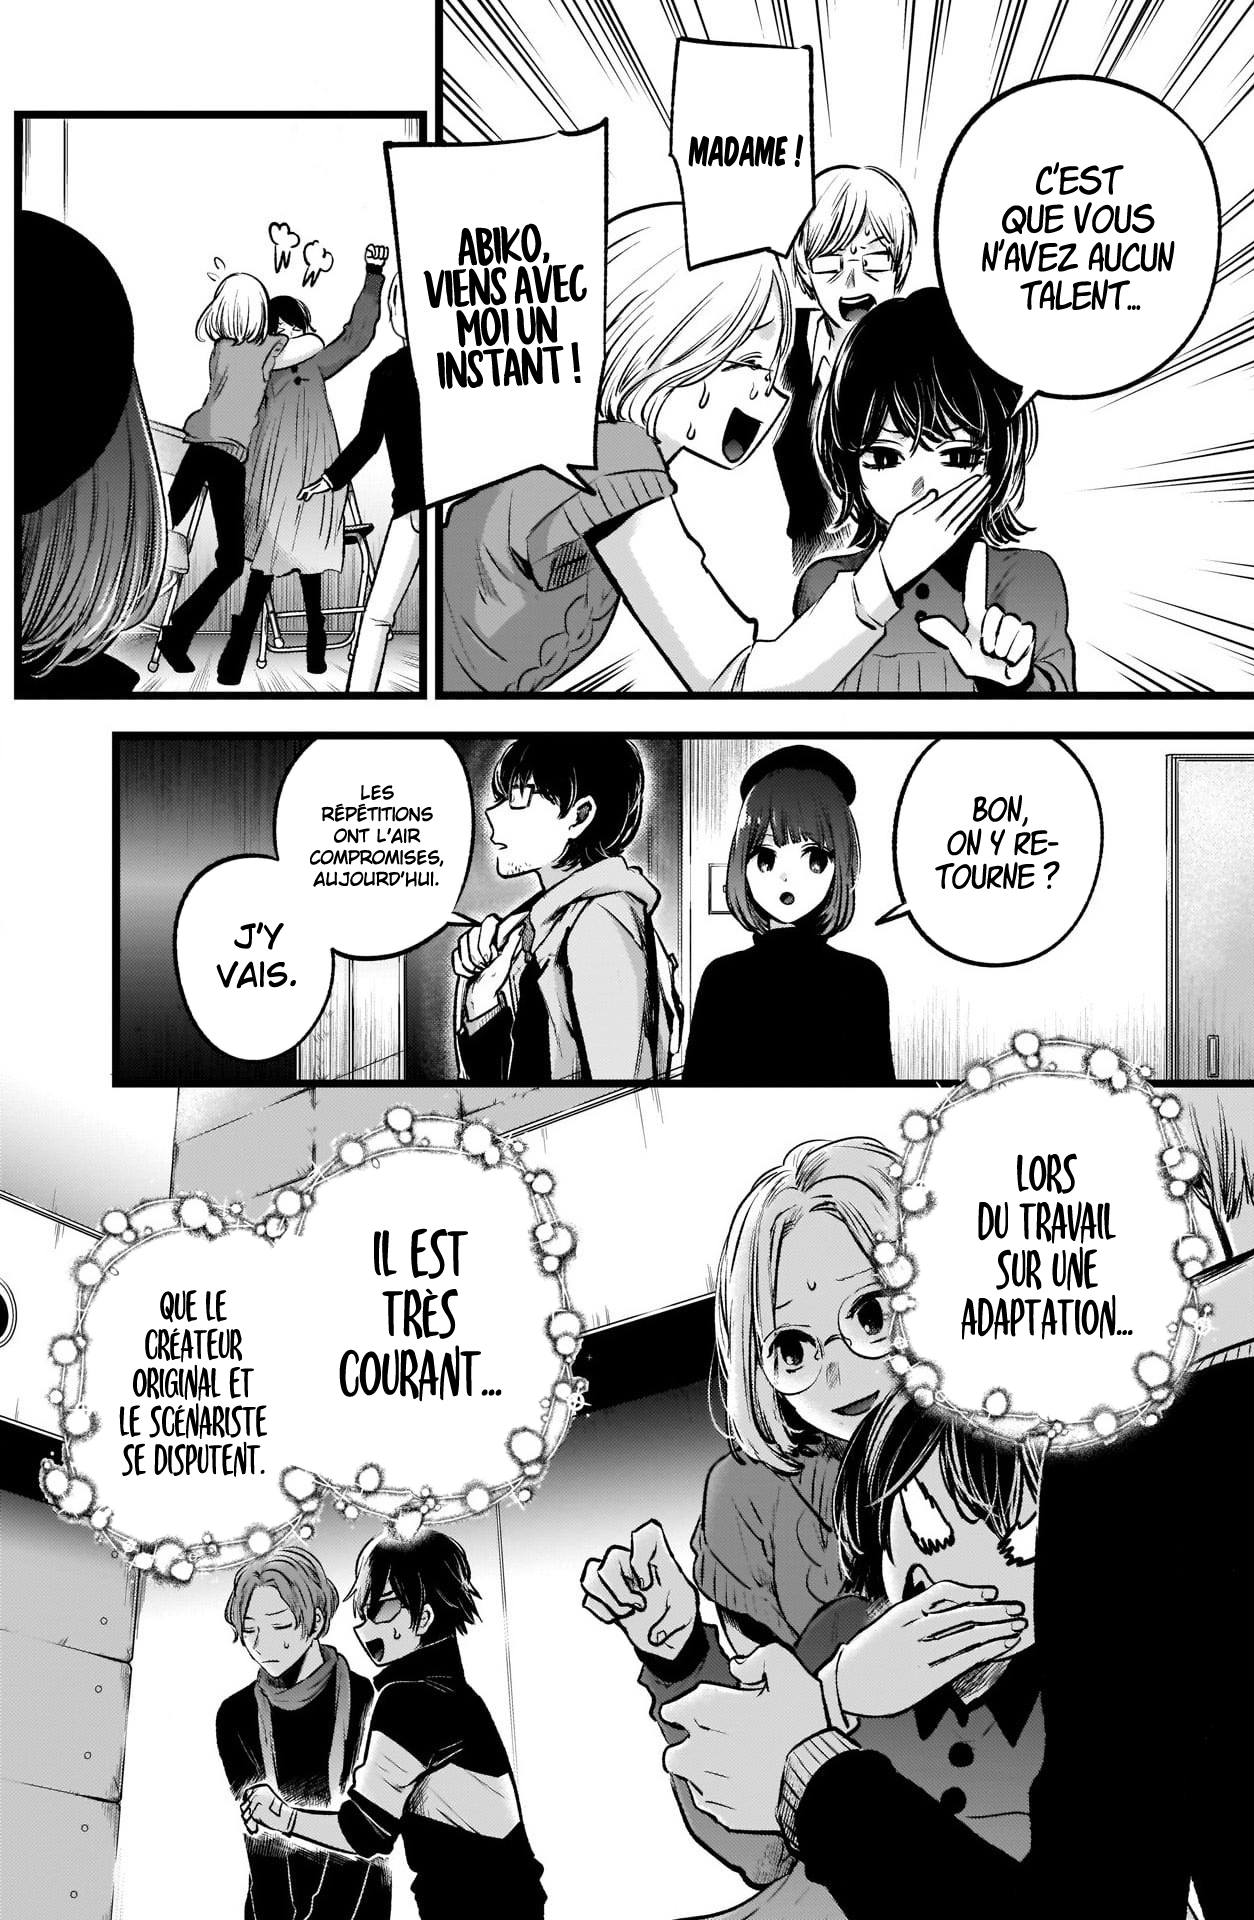 C'EST
QUE VOUS
N'AVEZ AUCUN
TALENT...
MADAME !
ABIKO,
VIENS AVEC
MOI UN
INSTANT !
BON,
ON Y RE-
TOURNE ?
LES
RÉPÉTITIONS
ONT L'AIR
COMPROMISES,
AUJOURD'HUI.
J'Y
VAIS.
LORS
DU TRAVAIL
SUR UNE
ADAPTATION...
IL EST
TRÈS
COURANT...
QUE LE
CRÉATEUR
ORIGINAL ET
LE SCÉNARISTE
SE DISPUTENT.